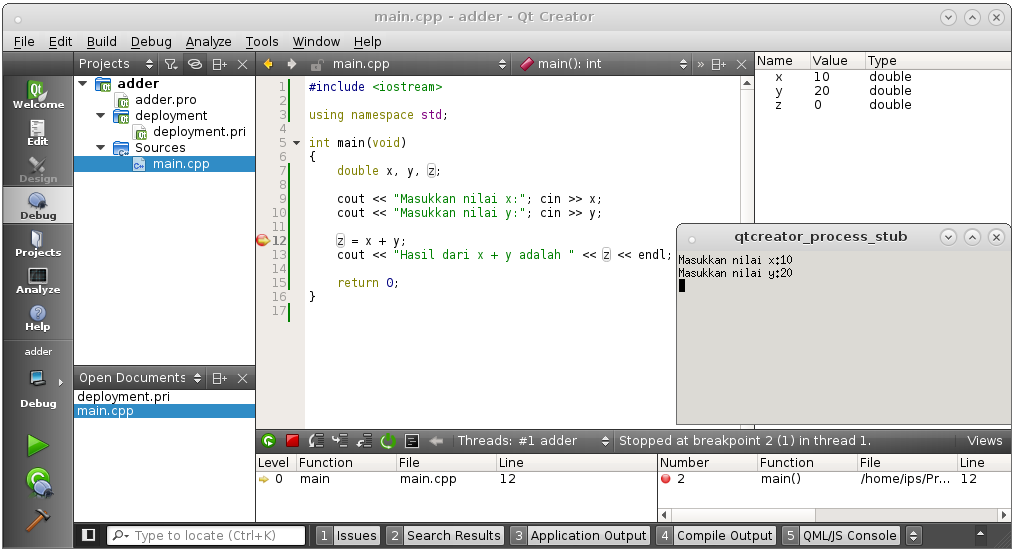 main.cpp - adder - Qt Creator
File Edit Build Debug Analyze Tools Window Help
Projects
main.cpp
main(): int
»
Name Value Type
x 10 double
y 20 double
z 0 double
Welcome
Edit
Design
Debug
Projects
Analyze
Help
adder
Debug
adder
adder.pro
deployment
deployment.pri
Sources
main.cpp
Open Documents
deployment.pri
main.cpp
1 #include <iostream>
2
3 using namespace std;
4
5 int main(void)
6 {
7 double x, y, z;
8
9 cout << "Masukkan nilai x:"; cin >> x;
10 cout << "Masukkan nilai y:"; cin >> y;
11
12 z = x + y;
13 cout << "Hasil dari x + y adalah " << z << endl;
14
15 return 0;
16 }
17
qtcreator_process_stub
Masukkan nilai x:10
Masukkan nilai y:20
Threads: #1 adder
Stopped at breakpoint 2 (1) in thread 1.
Views
Level Function File Line
0 main main.cpp 12
Number Function File Line
2 main() /home/ips/Pr... 12
Type to locate (Ctrl+K)
1 Issues
2 Search Results
3 Application Output
4 Compile Output
5 QML/JS Console